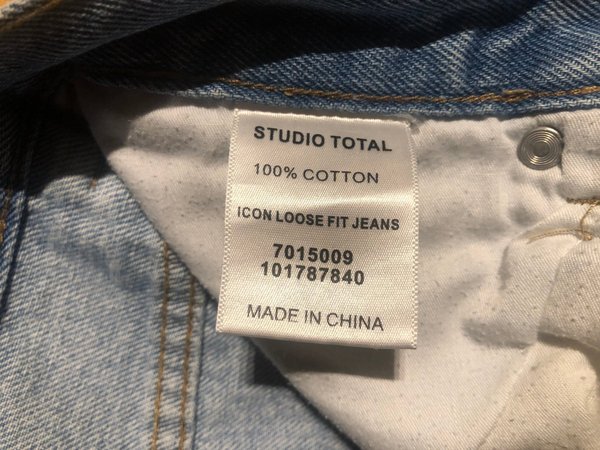 STUDIO TOTAL
100% COTTON
ICON LOOSE FIT JEANS
7015009
101787840
MADE IN CHINA